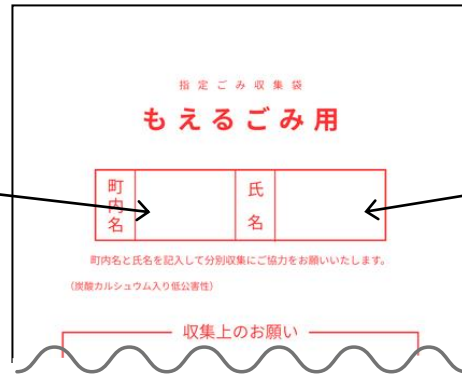 指定ごみ収集袋
もえるごみ用
町内名
氏名
町内名と氏名を記入して分別収集にご協力をお願いいたします。
(炭酸カルシュウム入り低公害性)
収集上のお願い